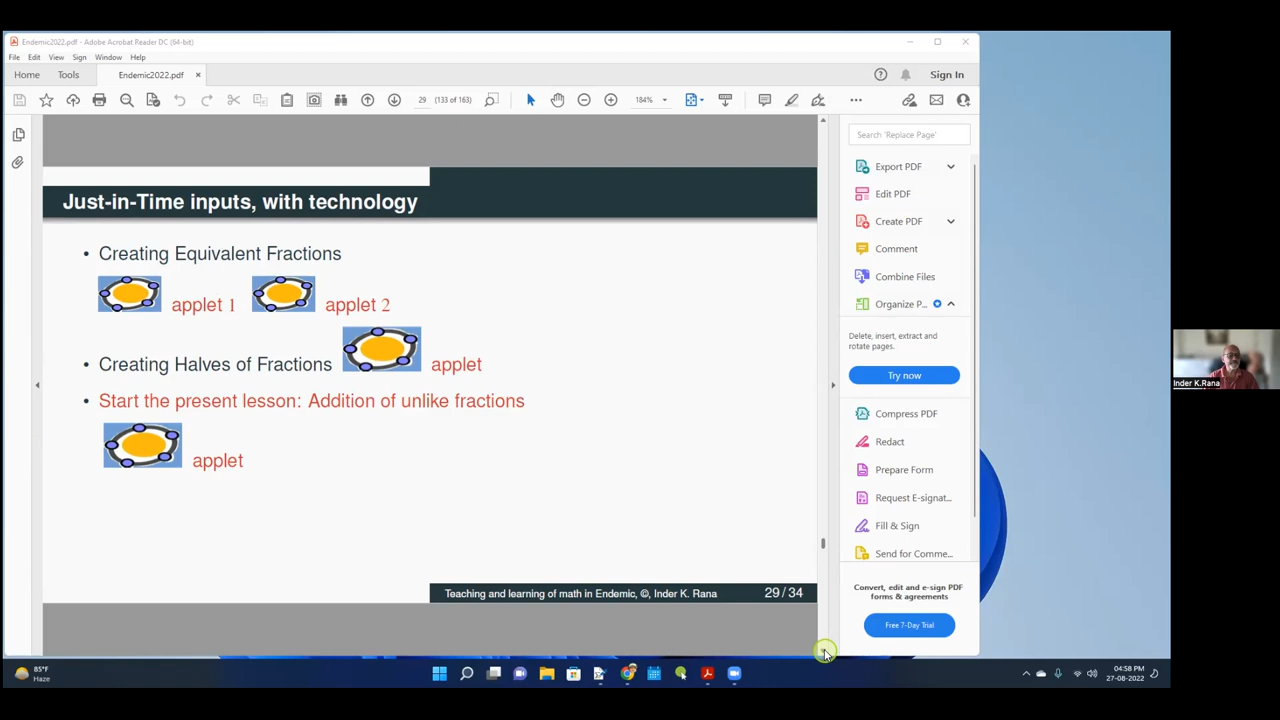 Endemic2022.pdf - Adobe Acrobat Reader DC (64-bit)
File Edit View Sign Window Help
Home Tools Endemic2022.pdf × Sign In
29 (133 of 163) 184%
Just-in-Time inputs, with technology
• Creating Equivalent Fractions
applet 1 applet 2
• Creating Halves of Fractions applet
• Start the present lesson: Addition of unlike fractions
applet
Teaching and learning of math in Endemic, ©, Inder K. Rana 29 / 34
Search 'Replace Page'
Export PDF
Edit PDF
Create PDF
Comment
Combine Files
Organize P...
Delete, insert, extract and
rotate pages.
Try now
Compress PDF
Redact
Prepare Form
Request E-signat...
Fill & Sign
Send for Comme...
Convert, edit and e-sign PDF
forms & agreements
Free 7-Day Trial
Inder K.Rana
85°F
Haze
04:58 PM
27-08-2022